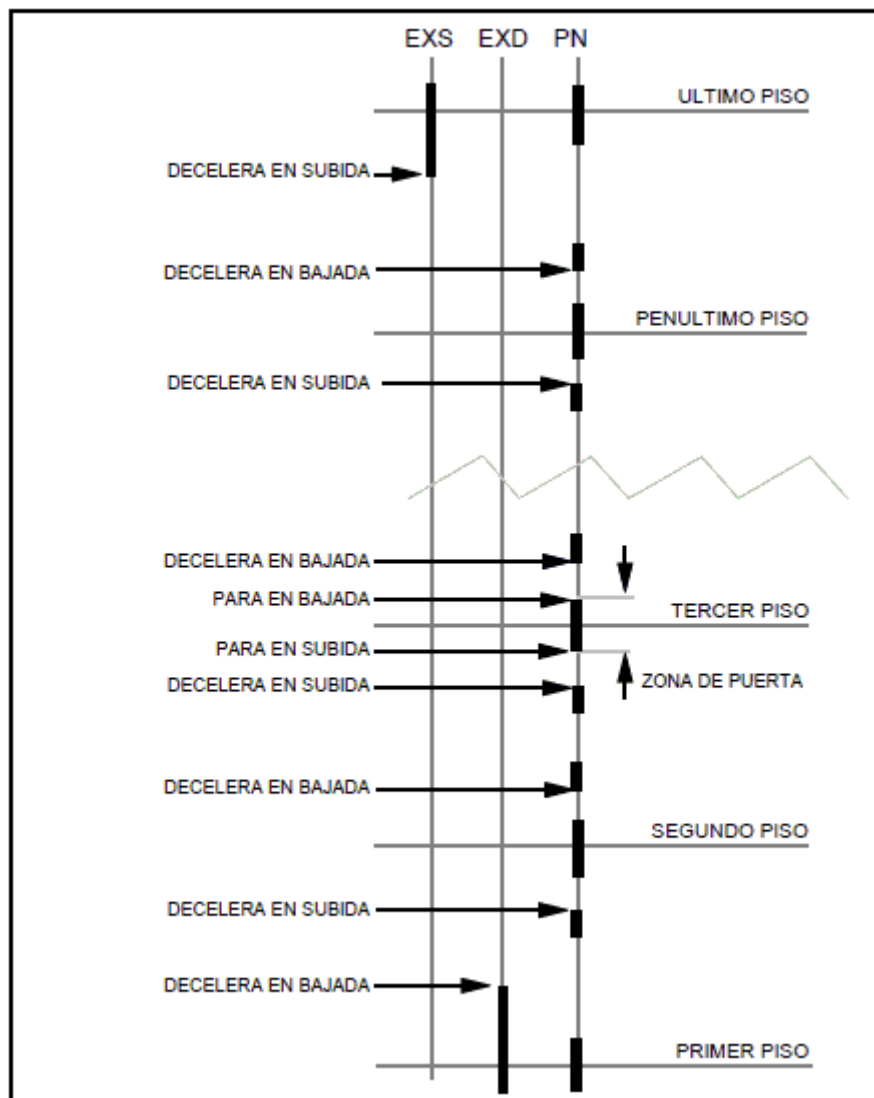 EXS EXD PN
ULTIMO PISO
DECELERA EN SUBIDA
DECELERA EN BAJADA
PENULTIMO PISO
DECELERA EN SUBIDA
DECELERA EN BAJADA
PARA EN BAJADA
TERCER PISO
PARA EN SUBIDA
DECELERA EN SUBIDA
ZONA DE PUERTA
DECELERA EN BAJADA
SEGUNDO PISO
DECELERA EN SUBIDA
DECELERA EN BAJADA
PRIMER PISO